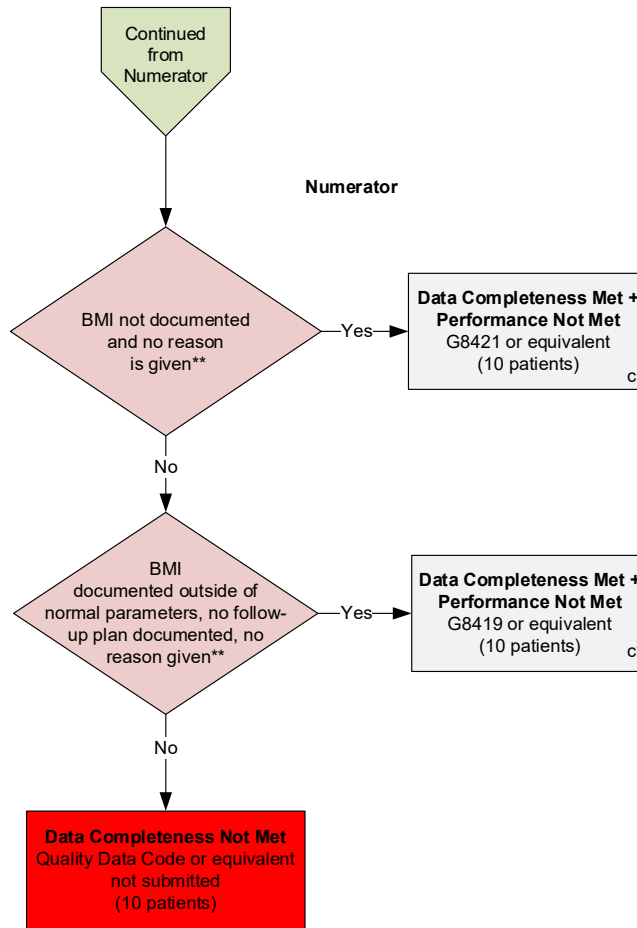 Continued
from
Numerator
Numerator
BMI not documented
and no reason
is given**
Yes
Data Completeness Met +
Performance Not Met
G8421 or equivalent
(10 patients)
c
No
BMI
documented outside of
normal parameters, no follow-
up plan documented, no
reason given**
Yes
Data Completeness Met +
Performance Not Met
G8419 or equivalent
(10 patients)
No
Data Completeness Not Met
Quality Data Code or equivalent
not submitted
(10 patients)